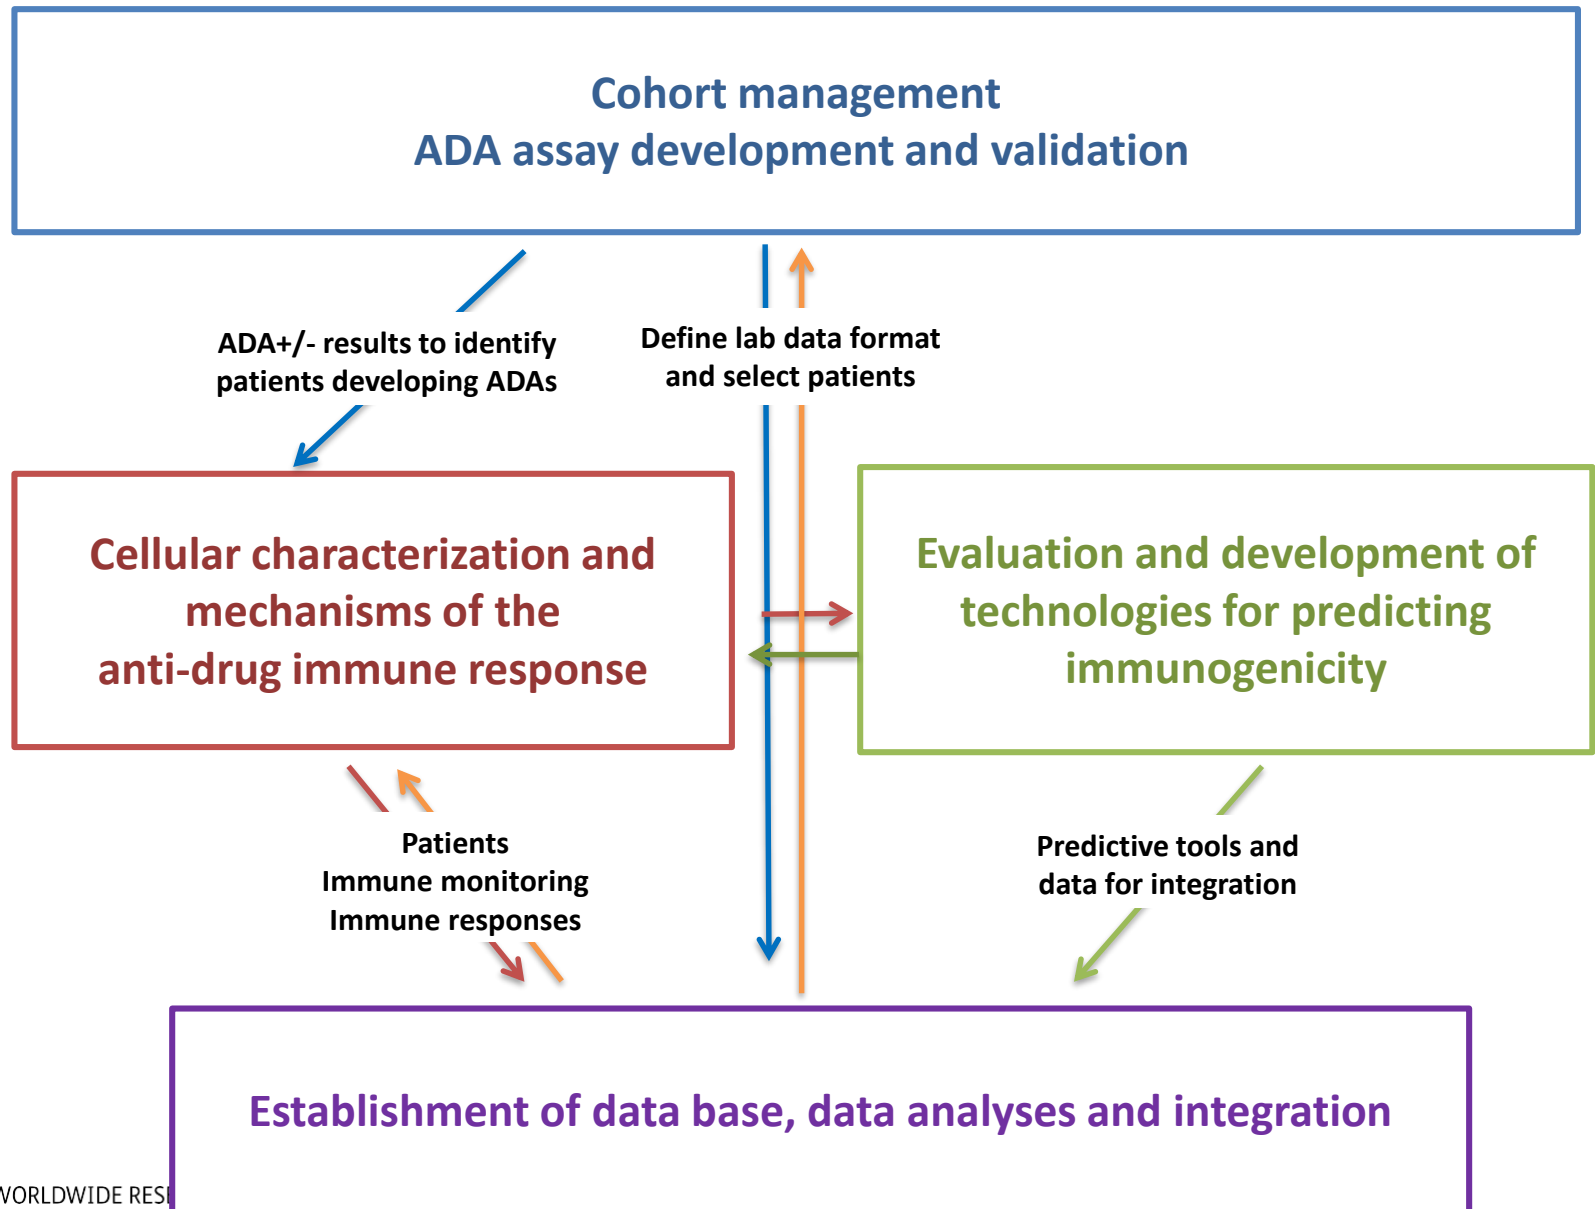 Cohort management
ADA assay development and validation
ADA+/- results to identify
patients developing ADAs
Define lab data format
and select patients
Cellular characterization and
mechanisms of the
anti-drug immune response
Evaluation and development of
technologies for predicting
immunogenicity
Patients
Immune monitoring
Immune responses
Predictive tools and
data for integration
Establishment of data base, data analyses and integration
WORLDWIDE